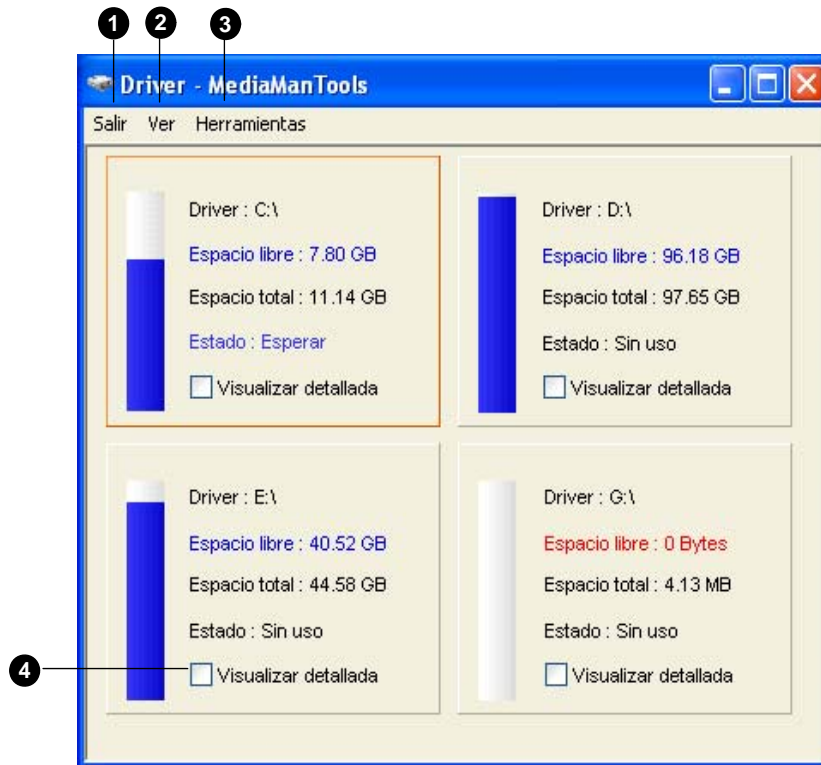 1 2 3
Driver - MediaManTools
Salir Ver Herramientas
Driver : C:\
Espacio libre : 7.80 GB
Espacio total : 11.14 GB
Estado : Esperar
Visualizar detallada
Driver : D:\
Espacio libre : 96.18 GB
Espacio total : 97.65 GB
Estado : Sin uso
Visualizar detallada
Driver : E:\
Espacio libre : 40.52 GB
Espacio total : 44.58 GB
Estado : Sin uso
4 Visualizar detallada
Driver : G:\
Espacio libre : 0 Bytes
Espacio total : 4.13 MB
Estado : Sin uso
Visualizar detallada